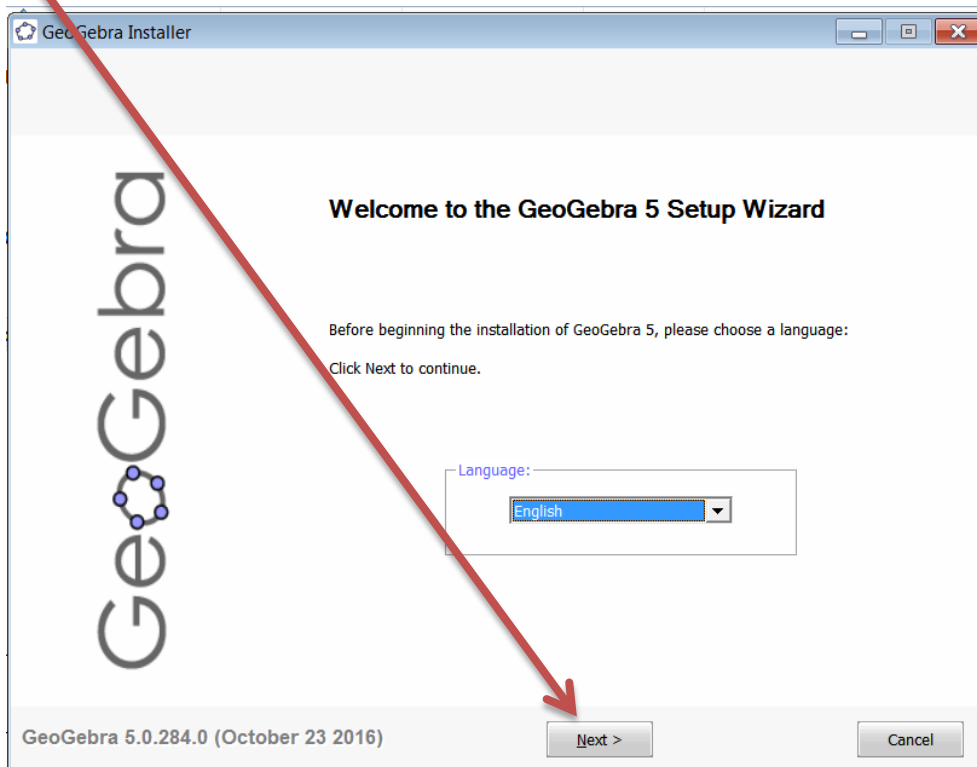 GeoGebra Installer
GeoGebra
Welcome to the GeoGebra 5 Setup Wizard
Before beginning the installation of GeoGebra 5, please choose a language:
Click Next to continue.
Language:
English
GeoGebra 5.0.284.0 (October 23 2016)
Next >
Cancel